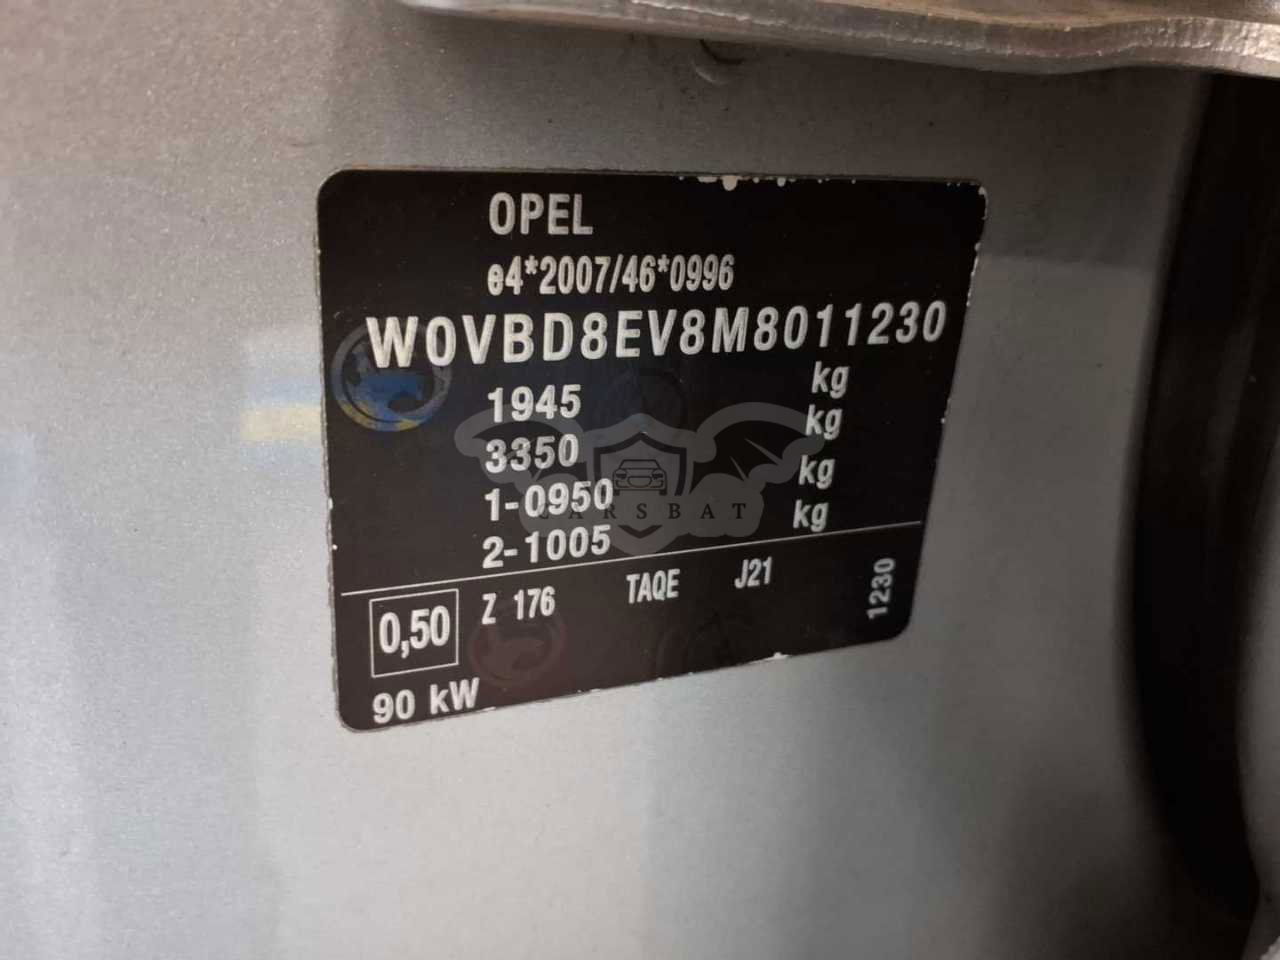 OPEL
e4*2007/46*0996
W0VBD8EV8M8011230
1945 kg
3350 kg
1-0950 kg
2-1005 kg
0,50 Z 176 TAQE J21 1230
90 kW
CARSBAT